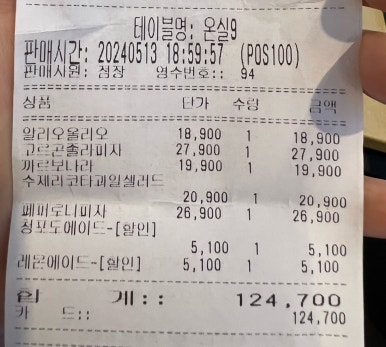 테이블명: 온실9
판매시간: 20240513 18:59:57 (POS100)
판매사원: 점장 영수번호:: 94
상품 단가 수량 금액
알리오올리오 18,900 1 18,900
고르곤졸라피자 27,900 1 27,900
까르보나라 19,900 1 19,900
수제리코타과일샐러드
20,900 1 20,900
페퍼로니피자 26,900 1 26,900
청포도에이드-[할인]
5,100 1 5,100
레몬에이드-[할인] 5,100 1 5,100
합 계:: 124,700
카 드:: 124,700